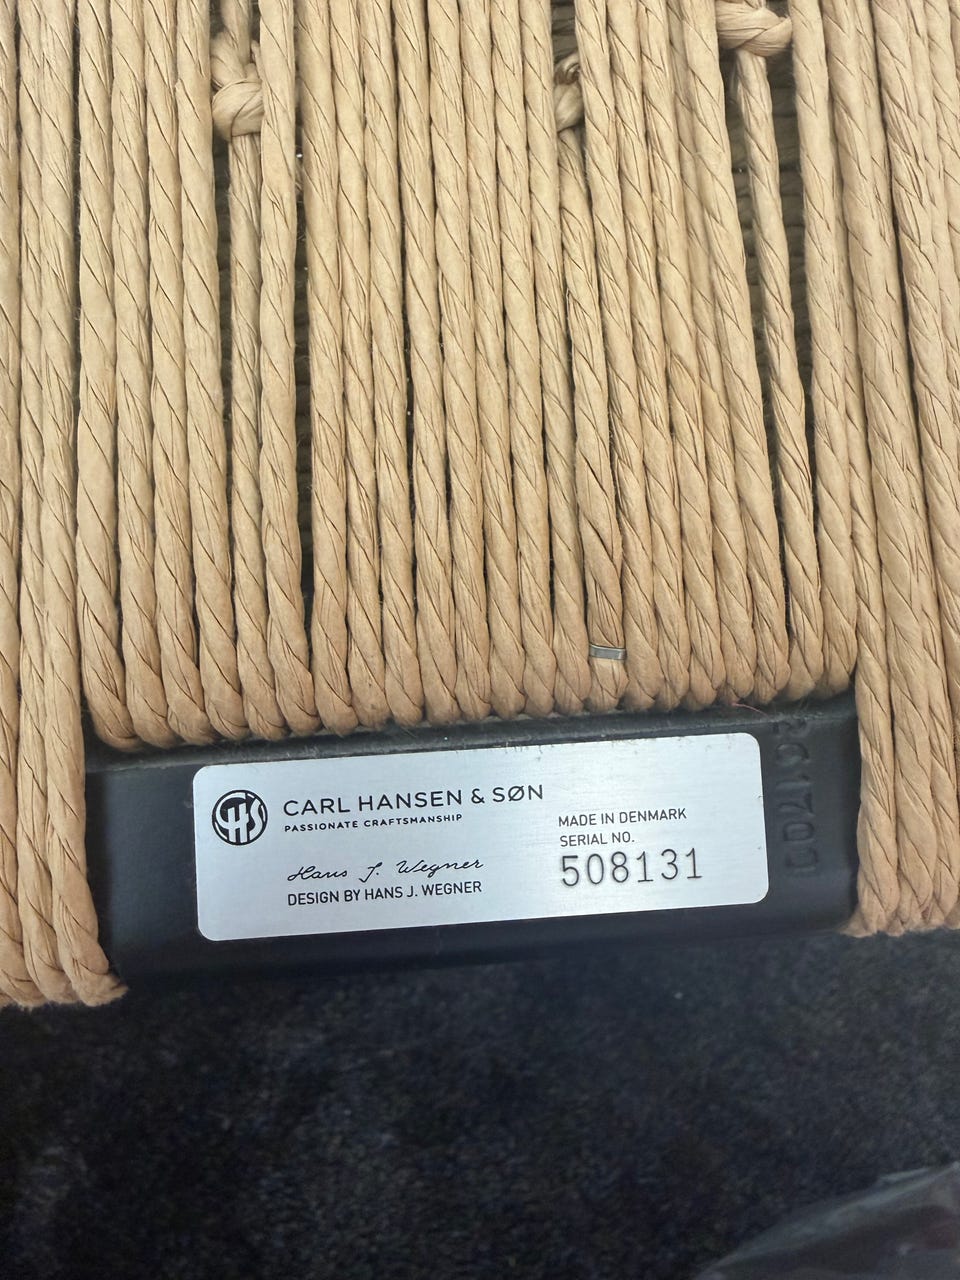 CHS
CARL HANSEN & SØN
PASSIONATE CRAFTSMANSHIP
Hans J. Wegner
DESIGN BY HANS J. WEGNER
MADE IN DENMARK
SERIAL NO.
508131